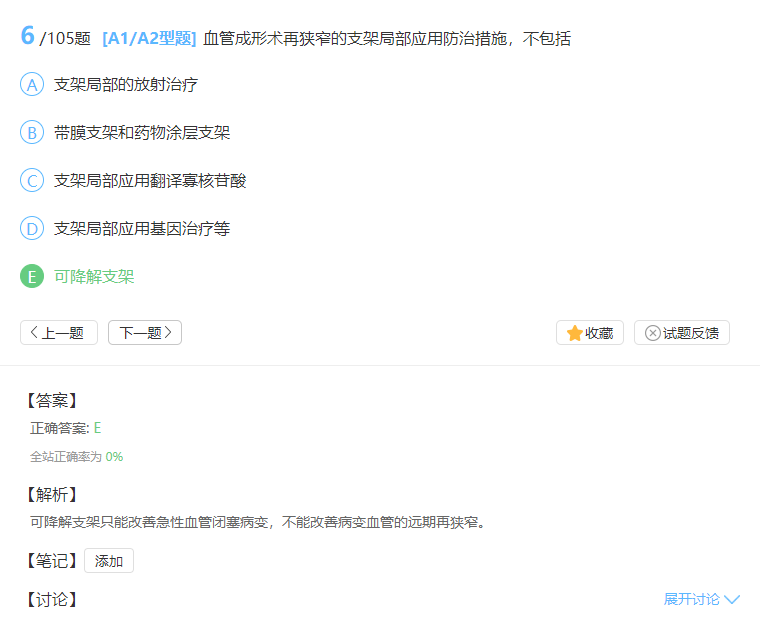 6 /105题 [A1/A2型题] 血管成形术再狭窄的支架局部应用防治措施，不包括
A 支架局部的放射治疗
B 带膜支架和药物涂层支架
C 支架局部应用翻译寡核苷酸
D 支架局部应用基因治疗等
E 可降解支架
上一题 下一题 收藏 试题反馈
【答案】
正确答案: E
全站正确率为 0%
【解析】
可降解支架只能改善急性血管闭塞病变，不能改善病变血管的远期再狭窄。
【笔记】 添加
【讨论】 展开讨论